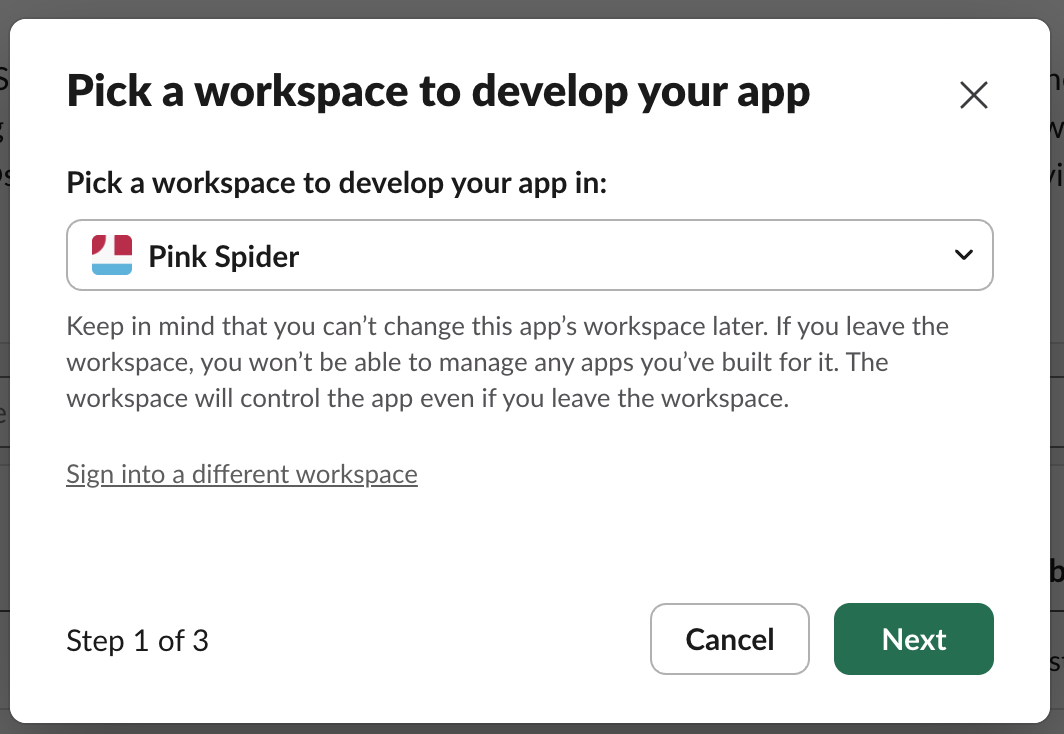 Pick a workspace to develop your app
Pick a workspace to develop your app in:
Pink Spider
Keep in mind that you can’t change this app’s workspace later. If you leave the
workspace, you won’t be able to manage any apps you’ve built for it. The
workspace will control the app even if you leave the workspace.
Sign into a different workspace
Step 1 of 3
Cancel
Next